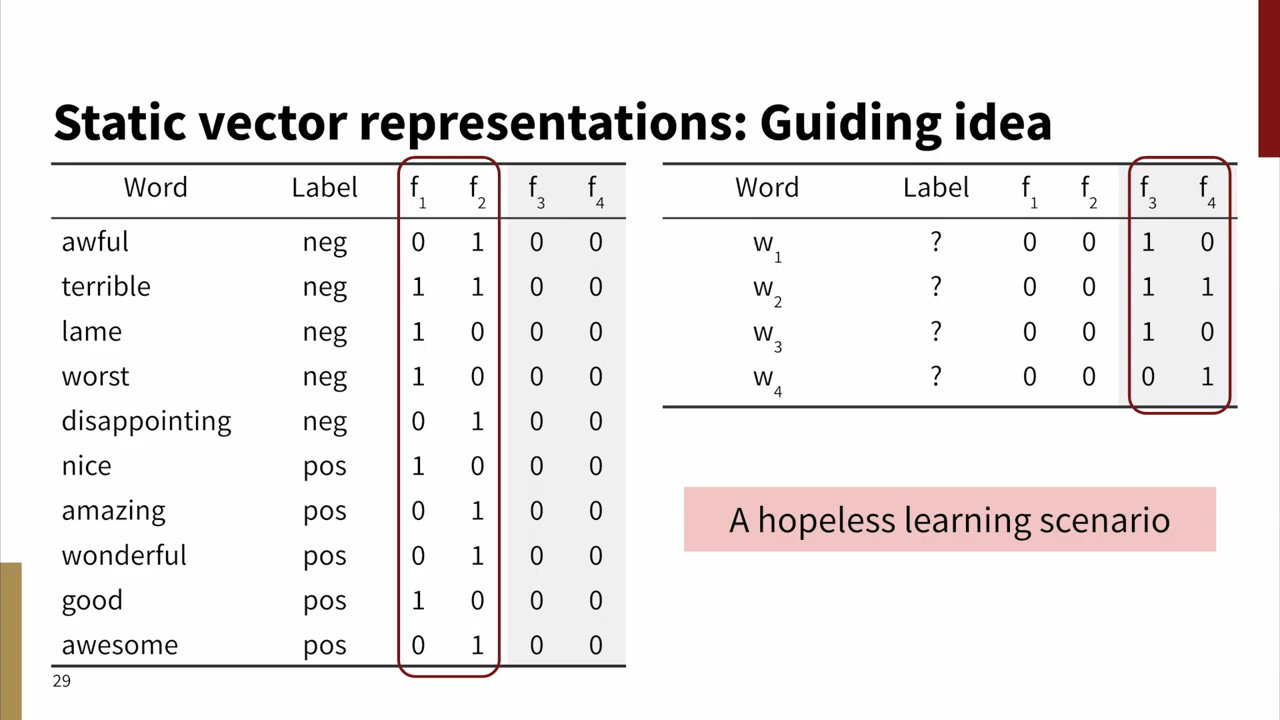 Static vector representations: Guiding idea
Word Label f1 f2 f3 f4
awful neg 0 1 0 0
terrible neg 1 1 0 0
lame neg 1 0 0 0
worst neg 1 0 0 0
disappointing neg 0 1 0 0
nice pos 1 0 0 0
amazing pos 0 1 0 0
wonderful pos 0 1 0 0
good pos 1 0 0 0
awesome pos 0 1 0 0
Word Label f1 f2 f3 f4
w1 ? 0 0 1 0
w2 ? 0 0 1 1
w3 ? 0 0 1 0
w4 ? 0 0 0 1
A hopeless learning scenario
29